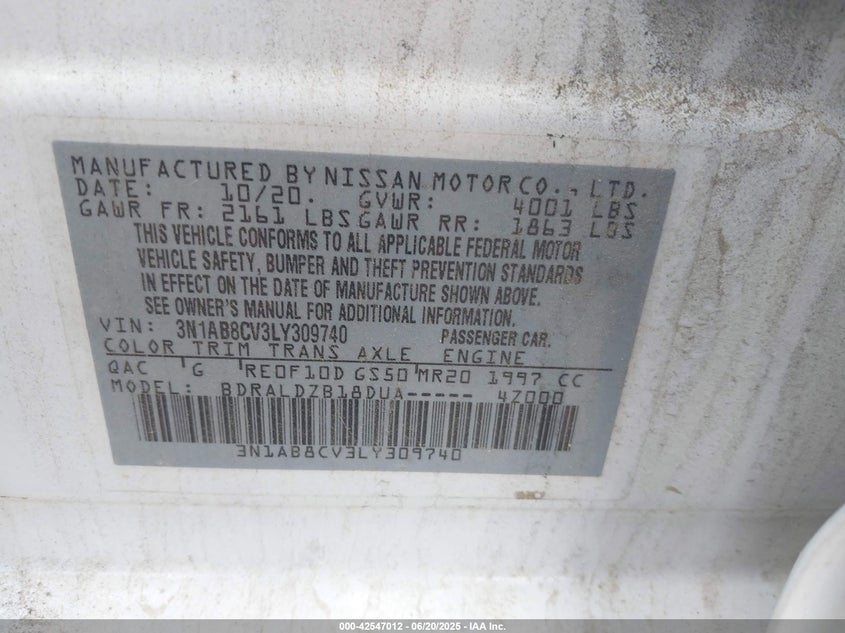 MANUFACTURED BY NISSAN MOTOR CO., LTD.
DATE: 10/20. GVWR: 4001 LBS
GAWR FR: 2161 LBS GAWR RR: 1863 LBS
THIS VEHICLE CONFORMS TO ALL APPLICABLE FEDERAL MOTOR
VEHICLE SAFETY, BUMPER AND THEFT PREVENTION STANDARDS
IN EFFECT ON THE DATE OF MANUFACTURE SHOWN ABOVE.
SEE OWNER'S MANUAL FOR ADDITIONAL INFORMATION.
VIN: 3N1AB8CV3LY309740 PASSENGER CAR.
COLOR TRIM TRANS AXLE ENGINE
QAC G RE0F10D GS50 MR20 1997 CC
MODEL: BDRALDZB18DUA----- 4Z000
3N1AB8CV3LY309740
000-42547012 - 06/20/2025 - IAA Inc.